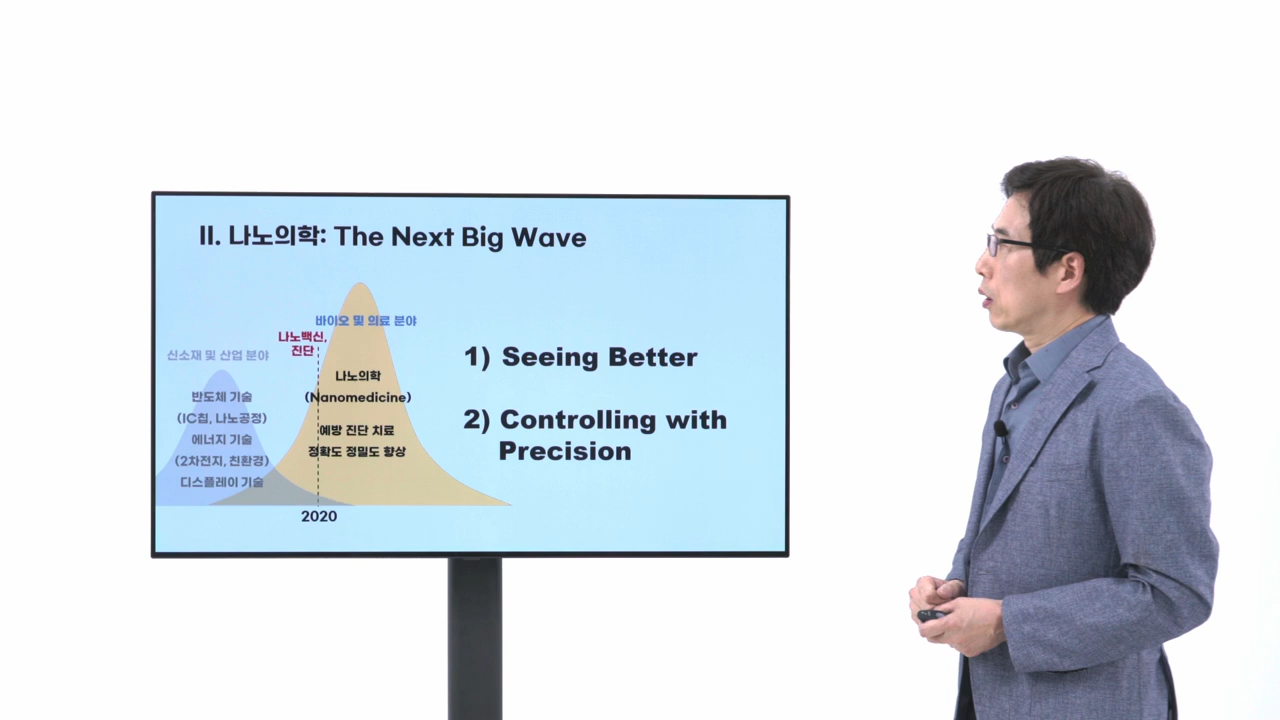 II. 나노의학: The Next Big Wave
바이오 및 의료 분야
나노백신,
진단
신소재 및 산업 분야
반도체 기술
(IC칩, 나노공정)
에너지 기술
(2차전지, 친환경)
디스플레이 기술
나노의학
(Nanomedicine)
예방 진단 치료
정확도 정밀도 향상
2020
1) Seeing Better
2) Controlling with
Precision